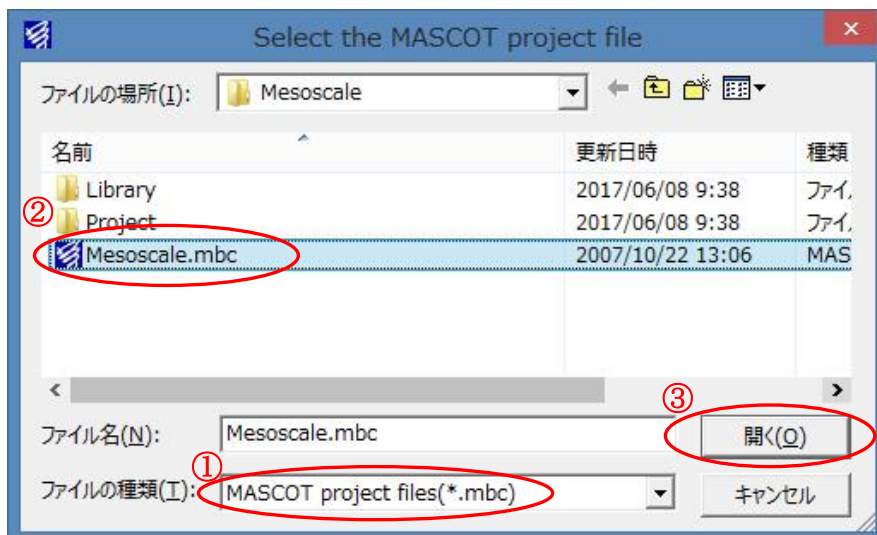 Select the MASCOT project file
ファイルの場所(I): Mesoscale
名前 更新日時 種類
Library 2017/06/08 9:38 ファイ
② Project 2017/06/08 9:38 ファイ
Mesoscale.mbc 2007/10/22 13:06 MAS
③
ファイル名(N): Mesoscale.mbc 開く(O)
①
ファイルの種類(T): MASCOT project files(*.mbc) キャンセル